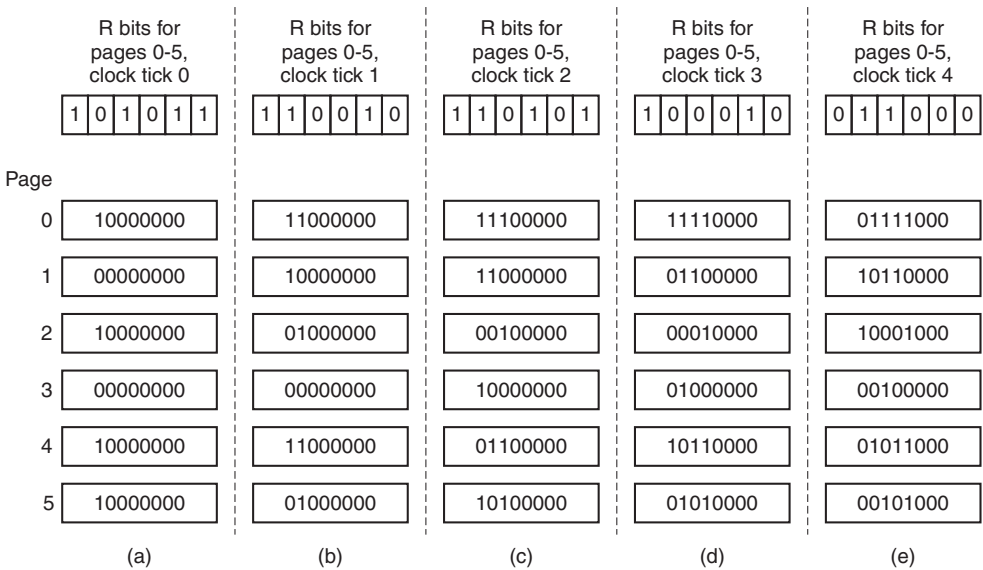 R bits for
pages 0-5,
clock tick 0
1 0 1 0 1 1
R bits for
pages 0-5,
clock tick 1
1 1 0 0 1 0
R bits for
pages 0-5,
clock tick 2
1 1 0 1 0 1
R bits for
pages 0-5,
clock tick 3
1 0 0 0 1 0
R bits for
pages 0-5,
clock tick 4
0 1 1 0 0 0
Page
0 10000000 11000000 11100000 11110000 01111000
1 00000000 10000000 11000000 01100000 10110000
2 10000000 01000000 00100000 00010000 10001000
3 00000000 00000000 10000000 01000000 00100000
4 10000000 11000000 01100000 10110000 01011000
5 10000000 01000000 10100000 01010000 00101000
(a) (b) (c) (d) (e)